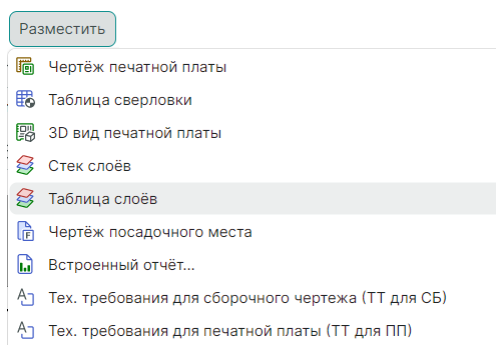 Разместить
Чертёж печатной платы
Таблица сверловки
3D вид печатной платы
Стек слоёв
Таблица слоёв
Чертёж посадочного места
Встроенный отчёт...
Тех. требования для сборочного чертежа (ТТ для СБ)
Тех. требования для печатной платы (ТТ для ПП)